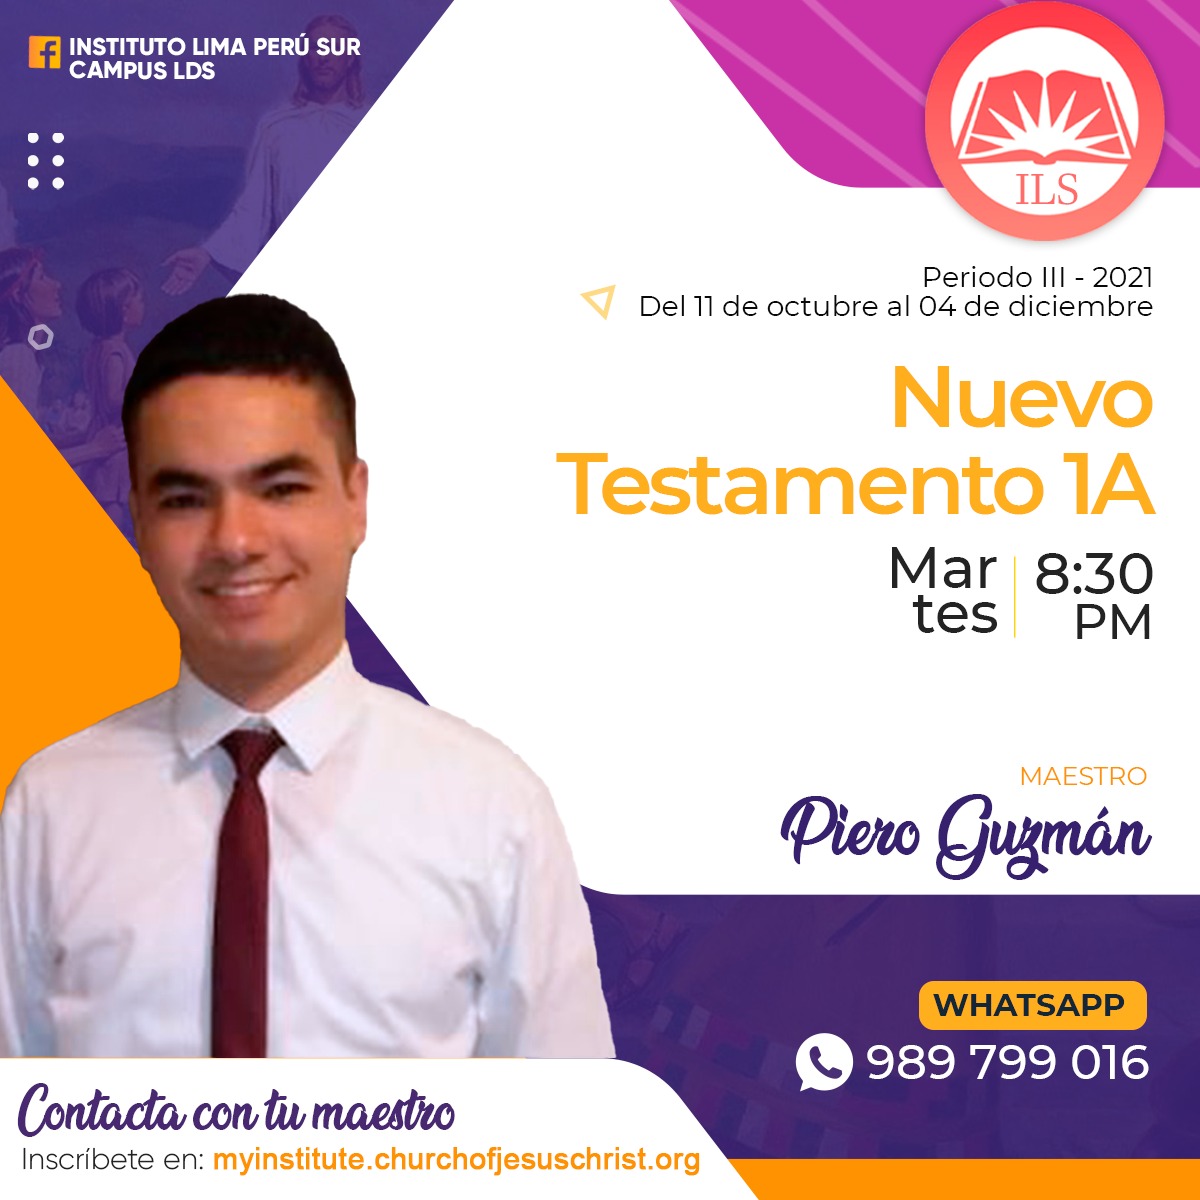 INSTITUTO LIMA PERÚ SUR
CAMPUS LDS
ILS
Periodo III - 2021
Del 11 de octubre al 04 de diciembre
Nuevo
Testamento 1A
Mar
tes
8:30
PM
MAESTRO
Piero Guzmán
WHATSAPP
989 799 016
Contacta con tu maestro
Inscríbete en: myinstitute.churchofjesuschrist.org